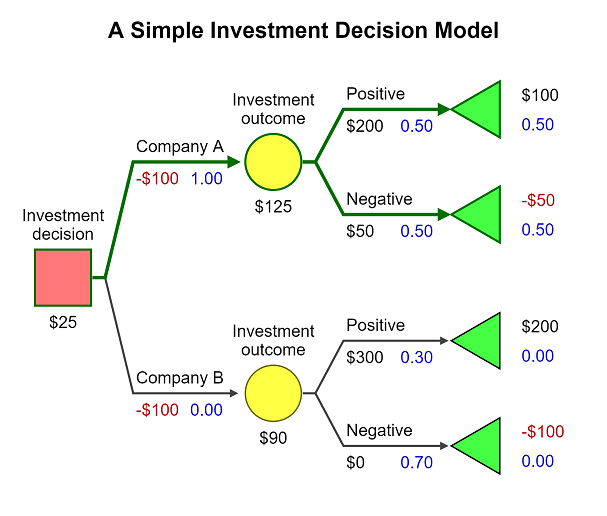 A Simple Investment Decision Model
Investment
outcome
Positive
$200 0.50
$100
0.50
Company A
-$100 1.00
$125
Negative
$50 0.50
-$50
0.50
Investment
decision
$25
Investment
outcome
Positive
$300 0.30
$200
0.00
Company B
-$100 0.00
$90
Negative
$0 0.70
-$100
0.00